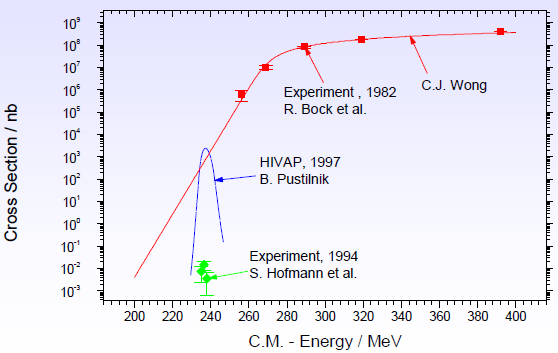 10⁹
10⁸
10⁷
10⁶
10⁵
10⁴
10³
10²
10¹
10⁰
10⁻¹
10⁻²
10⁻³
Cross Section / nb
Experiment , 1982
R. Bock et al.
C.J. Wong
HIVAP, 1997
B. Pustilnik
Experiment, 1994
S. Hofmann et al.
200 220 240 260 280 300 320 340 360 380 400
C.M. - Energy / MeV